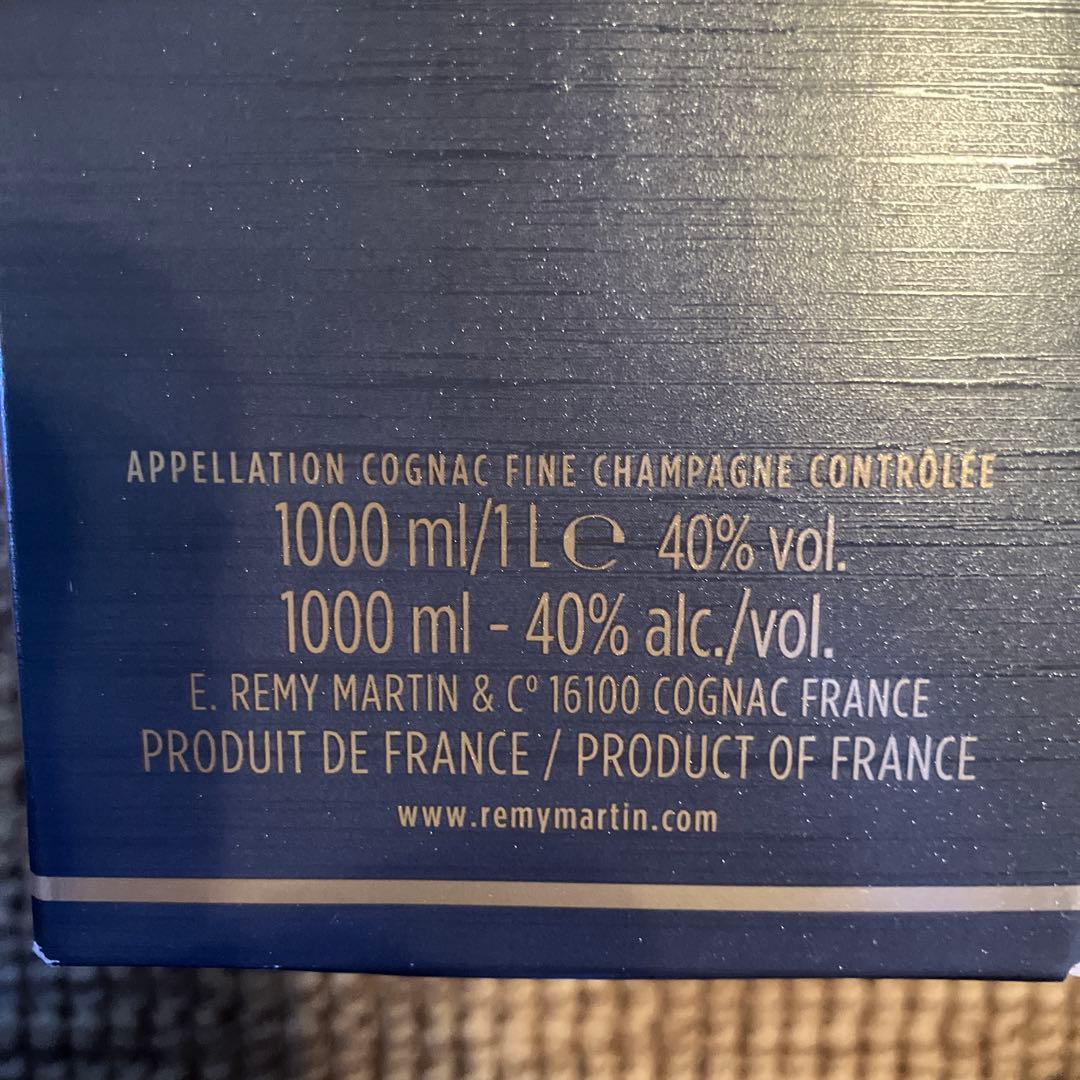 APPELLATION COGNAC FINE CHAMPAGNE CONTRÔLÉE
1000 ml/1 L ℮ 40% vol.
1000 ml - 40% alc./vol.
E. REMY MARTIN & Cº 16100 COGNAC FRANCE
PRODUIT DE FRANCE / PRODUCT OF FRANCE
www.remymartin.com